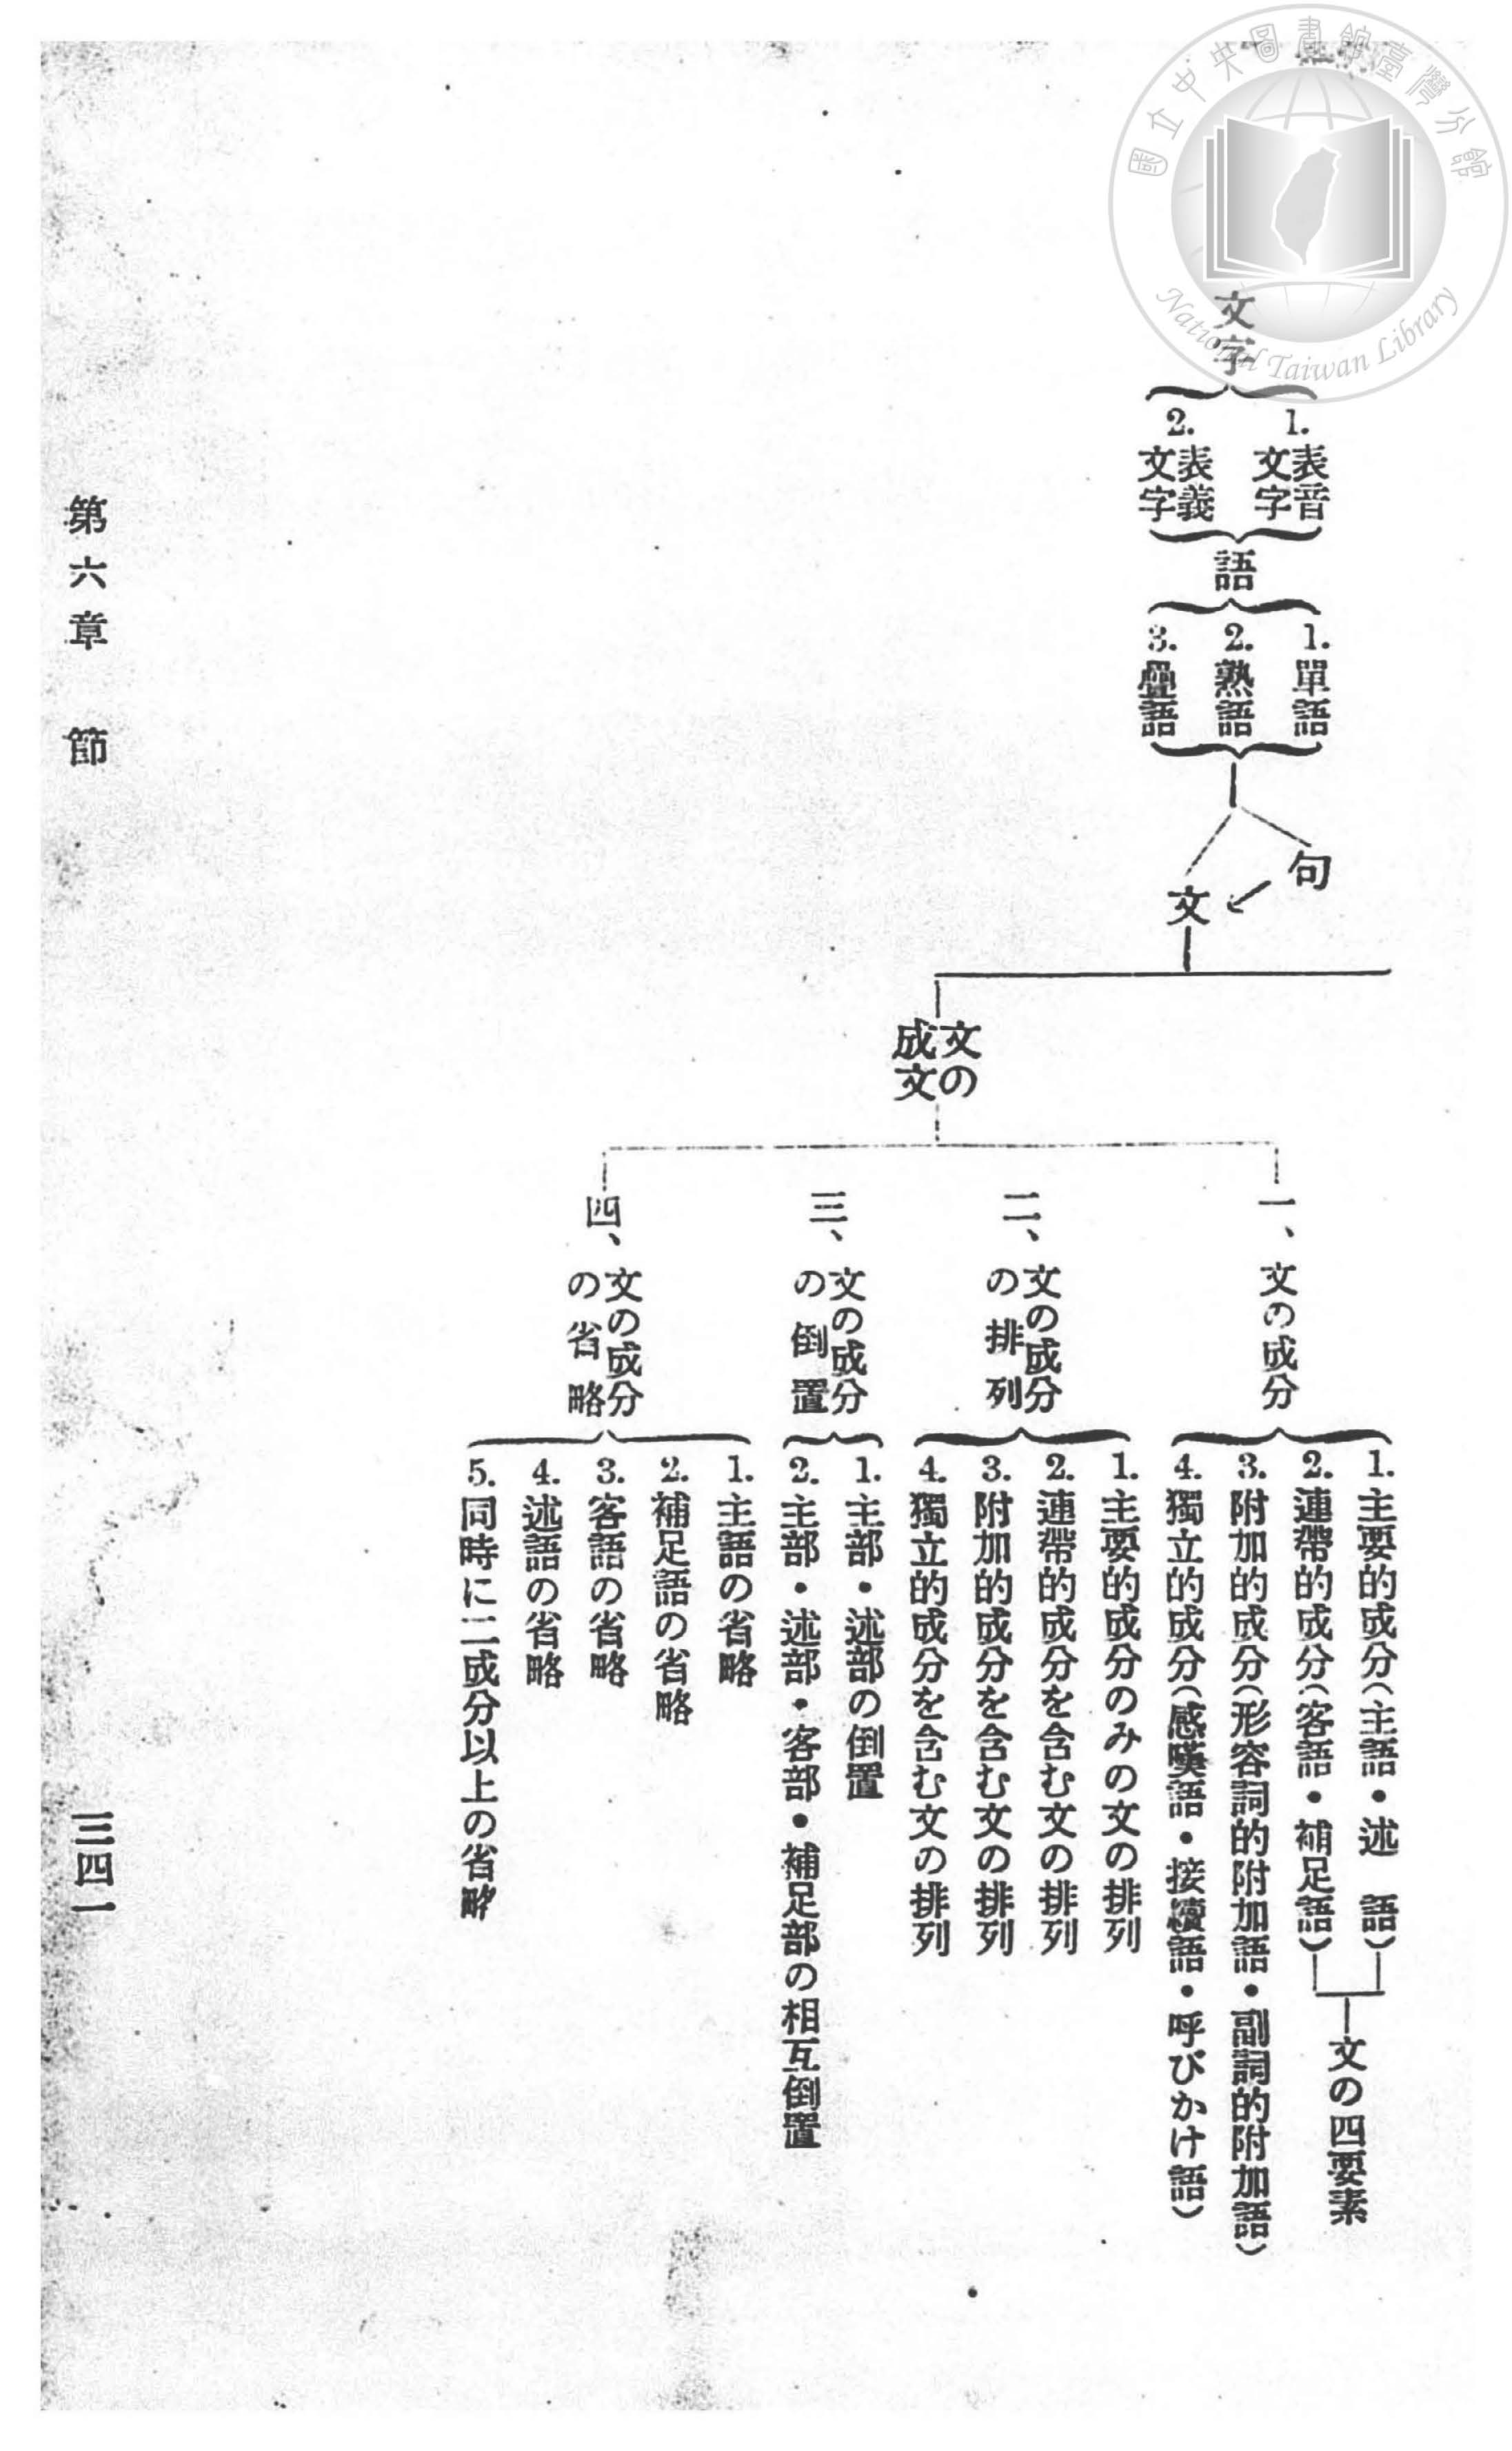 國立中央圖書館臺灣分館
National Taiwan Library
文字
1. 表音
文字
2. 表義
文字
語
1. 單語
2. 熟語
3. 疊語
句
文
文の
成文
一、文の成分
1. 主要的成分（主語・述語）
2. 連帶的成分（客語・補足語）
文の四要素
3. 附加的成分（形容詞的附加語・副詞的附加語）
4. 獨立的成分（感嘆語・接續語・呼びかけ語）
二、文の成分
の排列
1. 主要的成分のみの文の排列
2. 連帶的成分を含む文の排列
3. 附加的成分を含む文の排列
4. 獨立的成分を含む文の排列
三、文の成分
の倒置
1. 主部・述部の倒置
2. 主部・述部・客部・補足部の相互倒置
四、文の成分
の省略
1. 主語の省略
2. 補足語の省略
3. 客語の省略
4. 述語の省略
5. 同時に二成分以上の省略
第六章 節
三四一